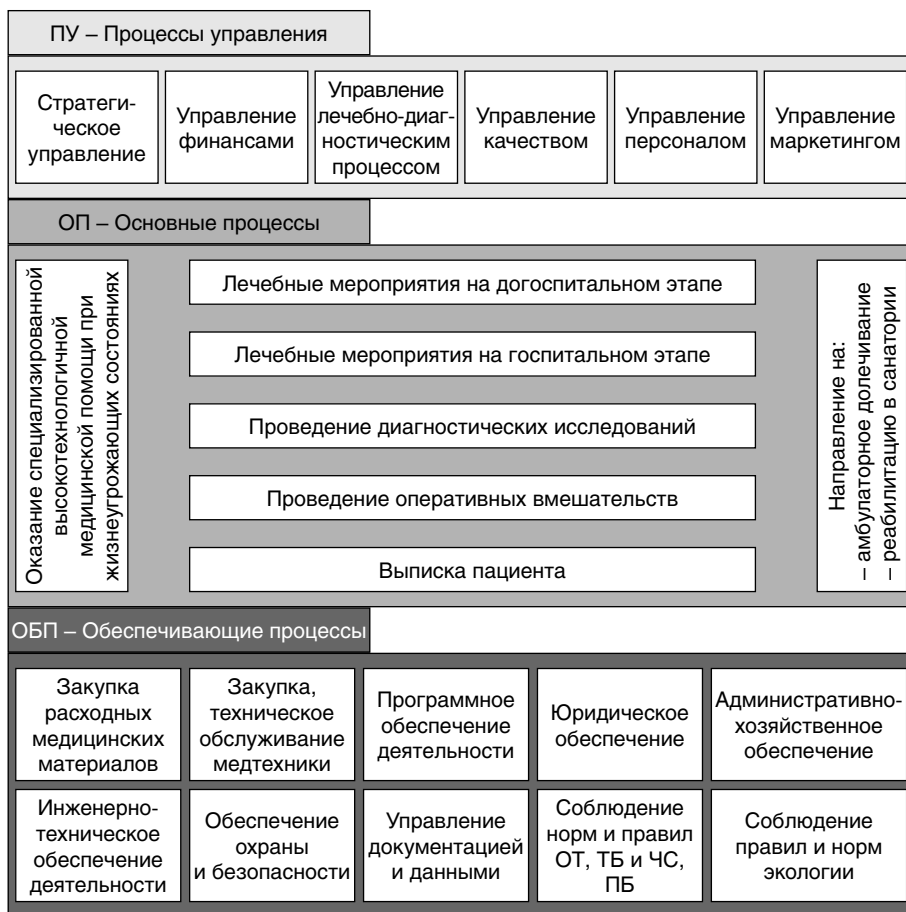 ПУ – Процессы управления
Стратеги-
ческое
управление
Управление
финансами
Управление
лечебно-диаг-
ностическим
процессом
Управление
качеством
Управление
персоналом
Управление
маркетингом
ОП – Основные процессы
Оказание специализированной
высокотехнологичной
медицинской помощи при
жизнеугрожающих состояниях
Лечебные мероприятия на догоспитальном этапе
Лечебные мероприятия на госпитальном этапе
Проведение диагностических исследований
Проведение оперативных вмешательств
Выписка пациента
Направление на:
– амбулаторное долечивание
– реабилитацию в санатории
ОБП – Обеспечивающие процессы
Закупка
расходных
медицинских
материалов
Закупка,
техническое
обслуживание
медтехники
Программное
обеспечение
деятельности
Юридическое
обеспечение
Административно-
хозяйственное
обеспечение
Инженерно-
техническое
обеспечение
деятельности
Обеспечение
охраны
и безопасности
Управление
документацией
и данными
Соблюдение
норм и правил
ОТ, ТБ и ЧС,
ПБ
Соблюдение
правил и норм
экологии